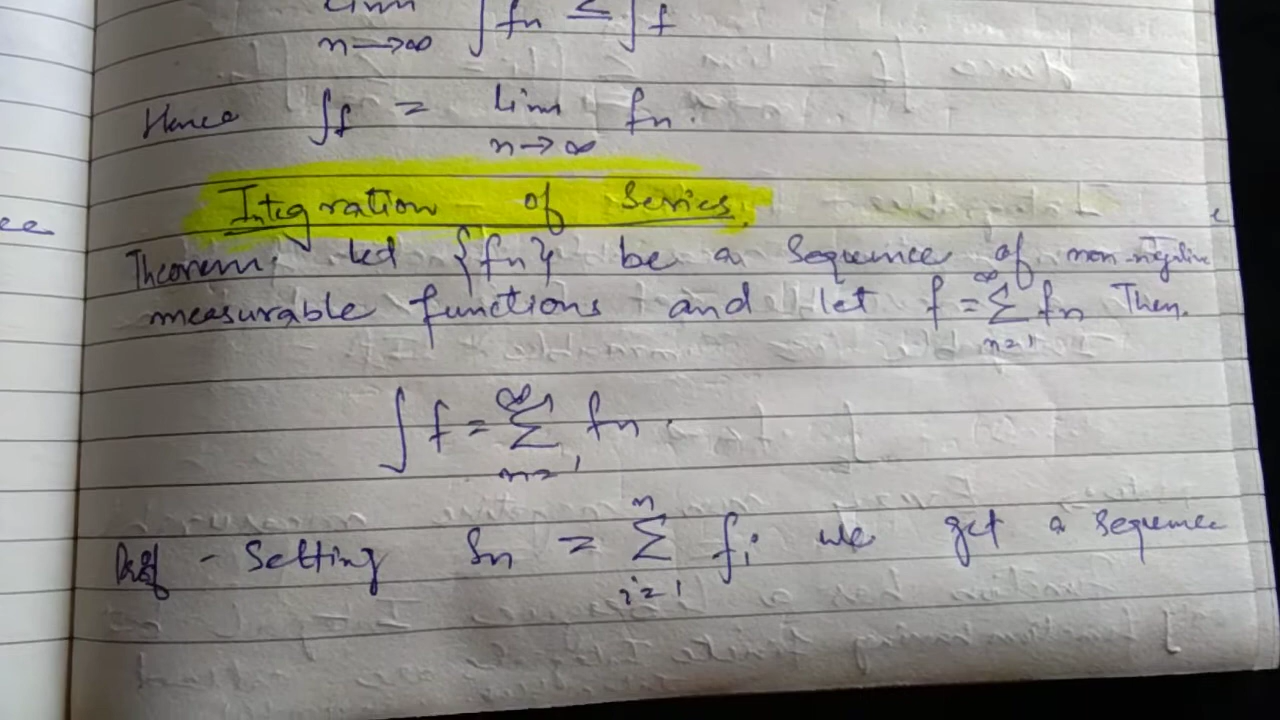 lim n→∞ ∫fn ≤ ∫f
Hence ∫f = lim n→∞ fn.
Integration of Series.
Theorem: Let {fn} be a Sequence of non-negative
measurable functions and let f = ∞∑n=1 fn Then.
∫f = ∞∑n=1 fn.
- Setting Sn = n∑i=1 fi we get a sequence